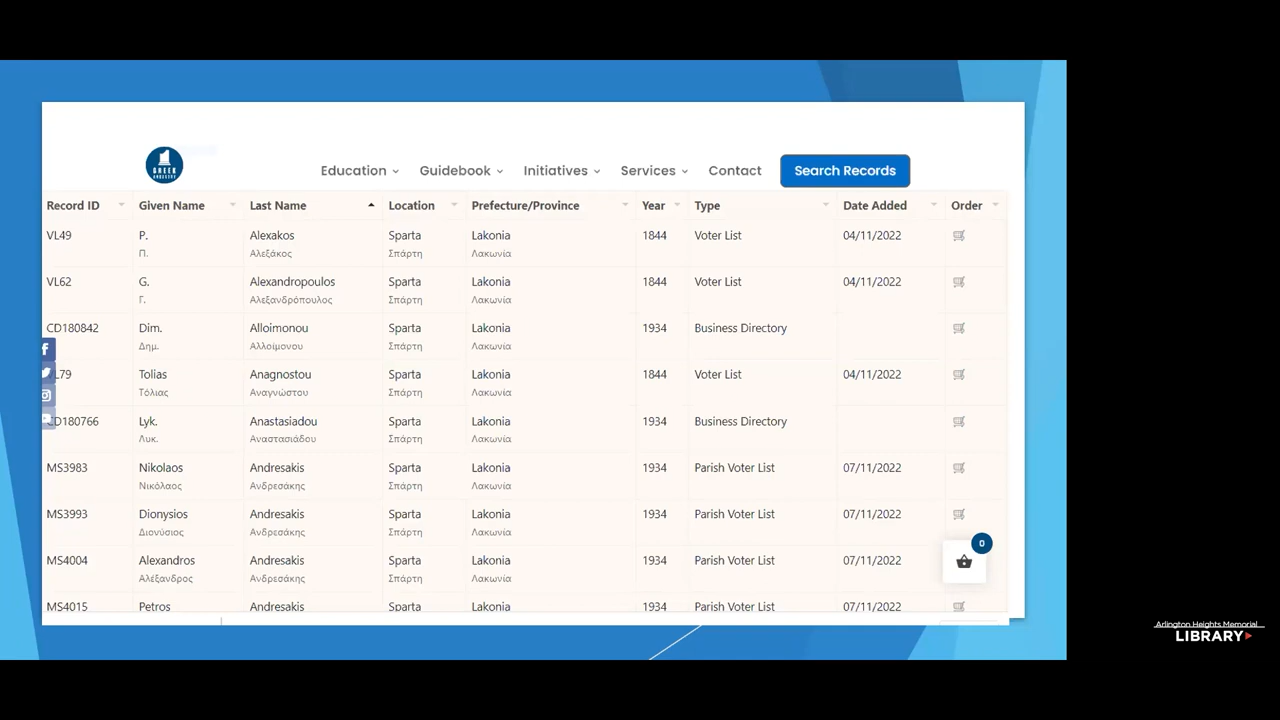 GREEK
ANCESTRY
Education Guidebook Initiatives Services Contact Search Records
Record ID Given Name Last Name Location Prefecture/Province Year Type Date Added Order
VL49 P. Alexakos Sparta Lakonia 1844 Voter List 04/11/2022
Π. Αλεξάκος Σπάρτη Λακωνία
VL62 G. Alexandropoulos Sparta Lakonia 1844 Voter List 04/11/2022
Γ. Αλεξανδρόπουλος Σπάρτη Λακωνία
CD180842 Dim. Alloimonou Sparta Lakonia 1934 Business Directory
Δημ. Αλλοίμονου Σπάρτη Λακωνία
VL79 Tolias Anagnostou Sparta Lakonia 1844 Voter List 04/11/2022
Τόλιας Αναγνώστου Σπάρτη Λακωνία
CD180766 Lyk. Anastasiadou Sparta Lakonia 1934 Business Directory
Λυκ. Αναστασιάδου Σπάρτη Λακωνία
MS3983 Nikolaos Andresakis Sparta Lakonia 1934 Parish Voter List 07/11/2022
Νικόλαος Ανδρεσάκης Σπάρτη Λακωνία
MS3993 Dionysios Andresakis Sparta Lakonia 1934 Parish Voter List 07/11/2022
Διονύσιος Ανδρεσάκης Σπάρτη Λακωνία
0
MS4004 Alexandros Andresakis Sparta Lakonia 1934 Parish Voter List 07/11/2022
Αλέξανδρος Ανδρεσάκης Σπάρτη Λακωνία
MS4015 Petros Andresakis Sparta Lakonia 1934 Parish Voter List 07/11/2022
Arlington Heights Memorial
LIBRARY